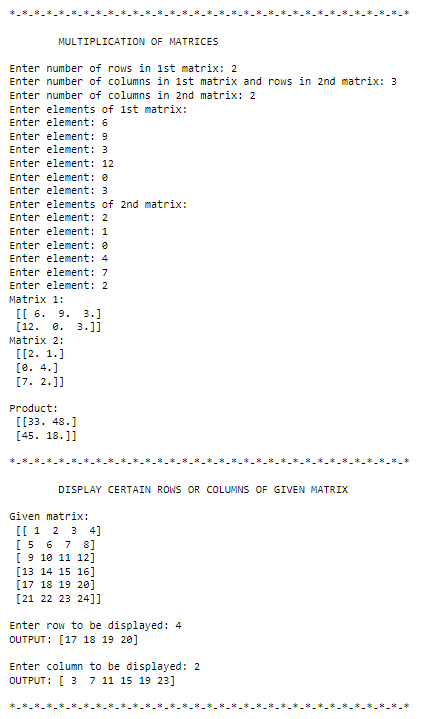 *-*-*-*-*-*-*-*-*-*-*-*-*-*-*-*-*-*-*-*-*-*-*-*-*-*-*-*-*-*-*-*-*
MULTIPLICATION OF MATRICES
Enter number of rows in 1st matrix: 2
Enter number of columns in 1st matrix and rows in 2nd matrix: 3
Enter number of columns in 2nd matrix: 2
Enter elements of 1st matrix:
Enter element: 6
Enter element: 9
Enter element: 3
Enter element: 12
Enter element: 0
Enter element: 3
Enter elements of 2nd matrix:
Enter element: 2
Enter element: 1
Enter element: 0
Enter element: 4
Enter element: 7
Enter element: 2
Matrix 1:
[[ 6.  9.  3.]
[12.  0.  3.]]
Matrix 2:
[[2. 1.]
[0. 4.]
[7. 2.]]
Product:
[[33. 48.]
[45. 18.]]
*-*-*-*-*-*-*-*-*-*-*-*-*-*-*-*-*-*-*-*-*-*-*-*-*-*-*-*-*-*-*-*-*
DISPLAY CERTAIN ROWS OR COLUMNS OF GIVEN MATRIX
Given matrix:
[[ 1  2  3  4]
[ 5  6  7  8]
[ 9 10 11 12]
[13 14 15 16]
[17 18 19 20]
[21 22 23 24]]
Enter row to be displayed: 4
OUTPUT: [17 18 19 20]
Enter column to be displayed: 2
OUTPUT: [ 3  7 11 15 19 23]
*-*-*-*-*-*-*-*-*-*-*-*-*-*-*-*-*-*-*-*-*-*-*-*-*-*-*-*-*-*-*-*-*